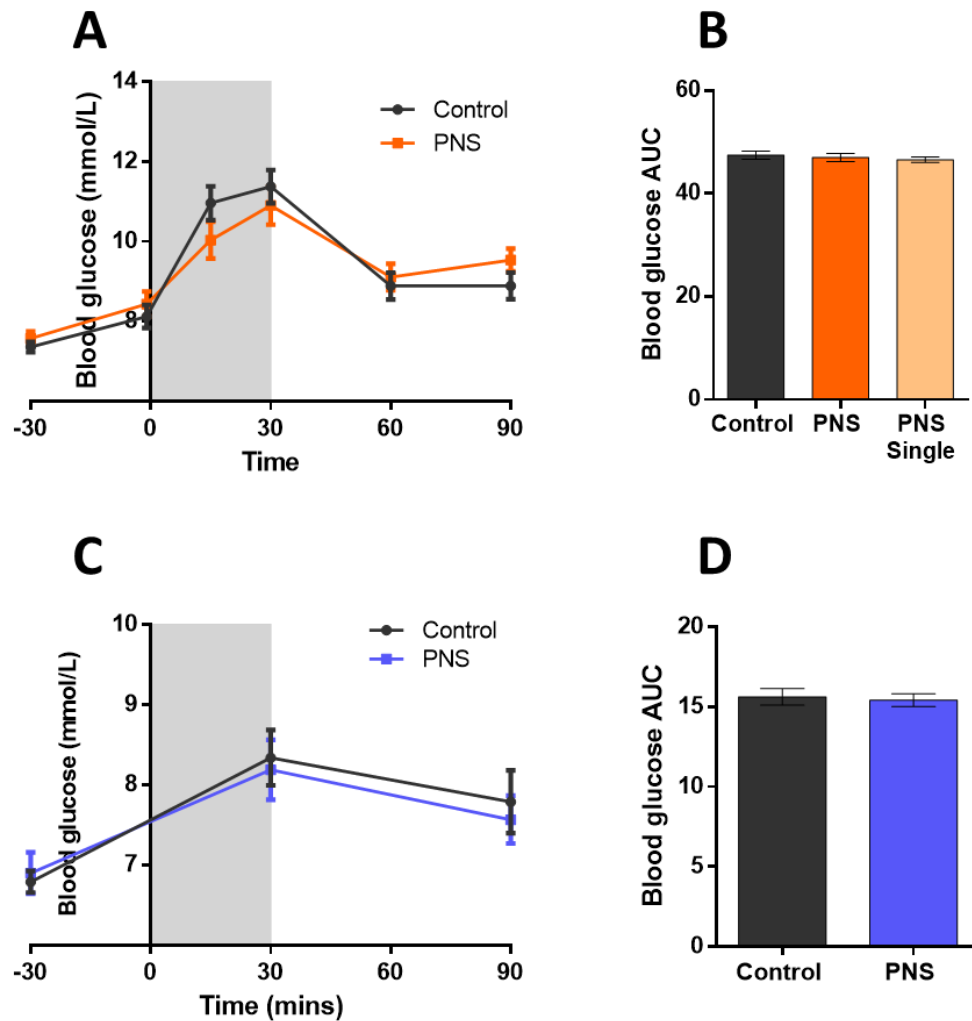 A
Blood glucose (mmol/L)
14
12
10
8
Control
PNS
-30 0 30 60 90
Time
B
Blood glucose AUC
60
40
20
0
Control PNS PNS
Single
C
Blood glucose (mmol/L)
10
9
8
7
Control
PNS
-30 0 30 60 90
Time (mins)
D
Blood glucose AUC
20
15
10
5
0
Control PNS